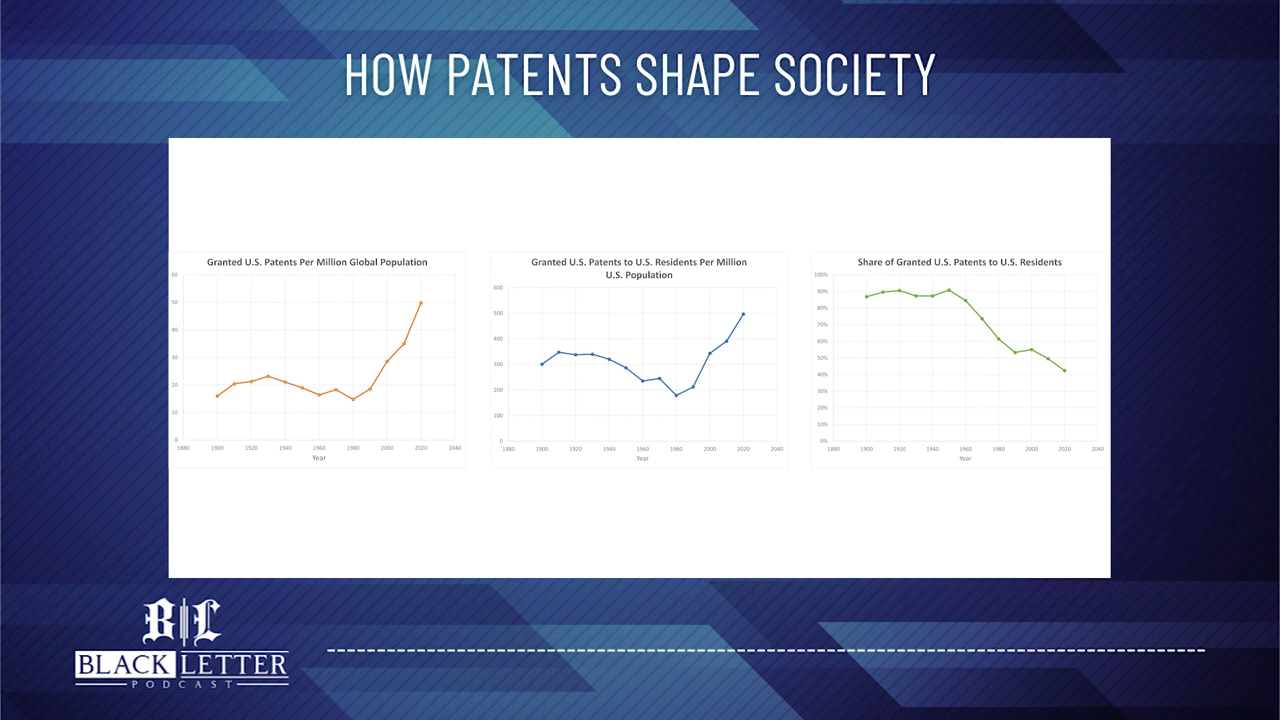 HOW PATENTS SHAPE SOCIETY
Granted U.S. Patents Per Million Global Population
60
50
40
30
20
10
0
1880 1900 1920 1940 1960 1980 2000 2020 2040
Year
Granted U.S. Patents to U.S. Residents Per Million
U.S. Population
600
500
400
300
200
100
0
1880 1900 1920 1940 1960 1980 2000 2020 2040
Year
Share of Granted U.S. Patents to U.S. Residents
100%
90%
80%
70%
60%
50%
40%
30%
20%
10%
0%
1880 1900 1920 1940 1960 1980 2000 2020 2040
Year
B L
BLACK LETTER
PODCAST